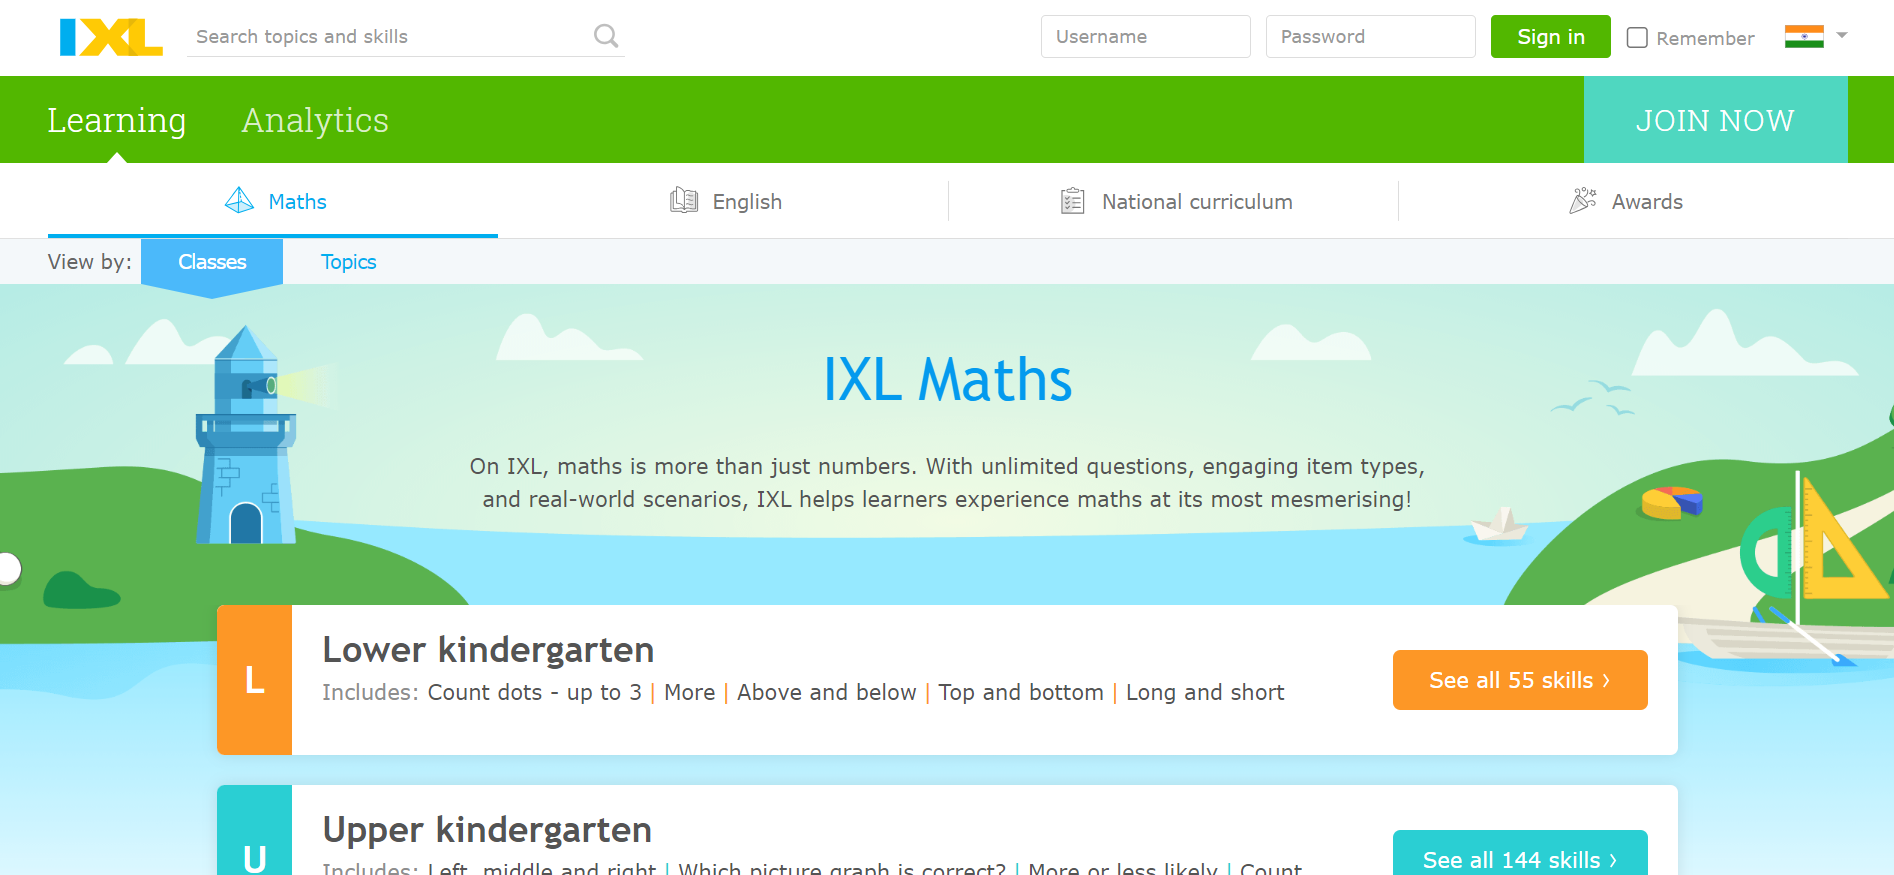 IXL
Search topics and skills
Username
Password
Sign in
Remember
Learning
Analytics
JOIN NOW
Maths
English
National curriculum
Awards
View by:
Classes
Topics
IXL Maths
On IXL, maths is more than just numbers. With unlimited questions, engaging item types,
and real-world scenarios, IXL helps learners experience maths at its most mesmerising!
L
Lower kindergarten
Includes: Count dots - up to 3 | More | Above and below | Top and bottom | Long and short
See all 55 skills ›
U
Upper kindergarten
Includes: Left, middle and right | Which picture graph is correct? | More or less likely | Count
See all 144 skills ›